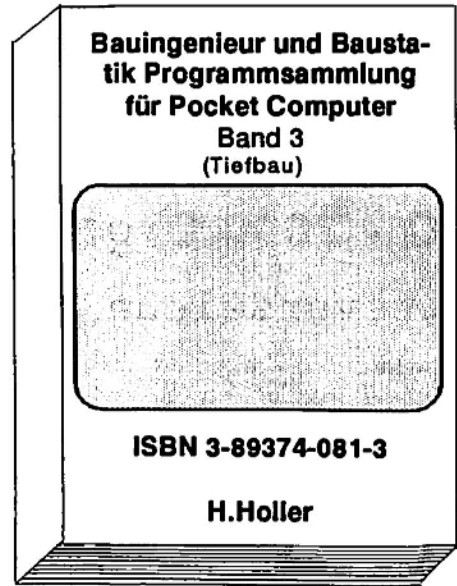 Bauingenieur und Bausta-
tik Programmsammlung
für Pocket Computer
Band 3
(Tiefbau)
ISBN 3-89374-081-3
H.Holler